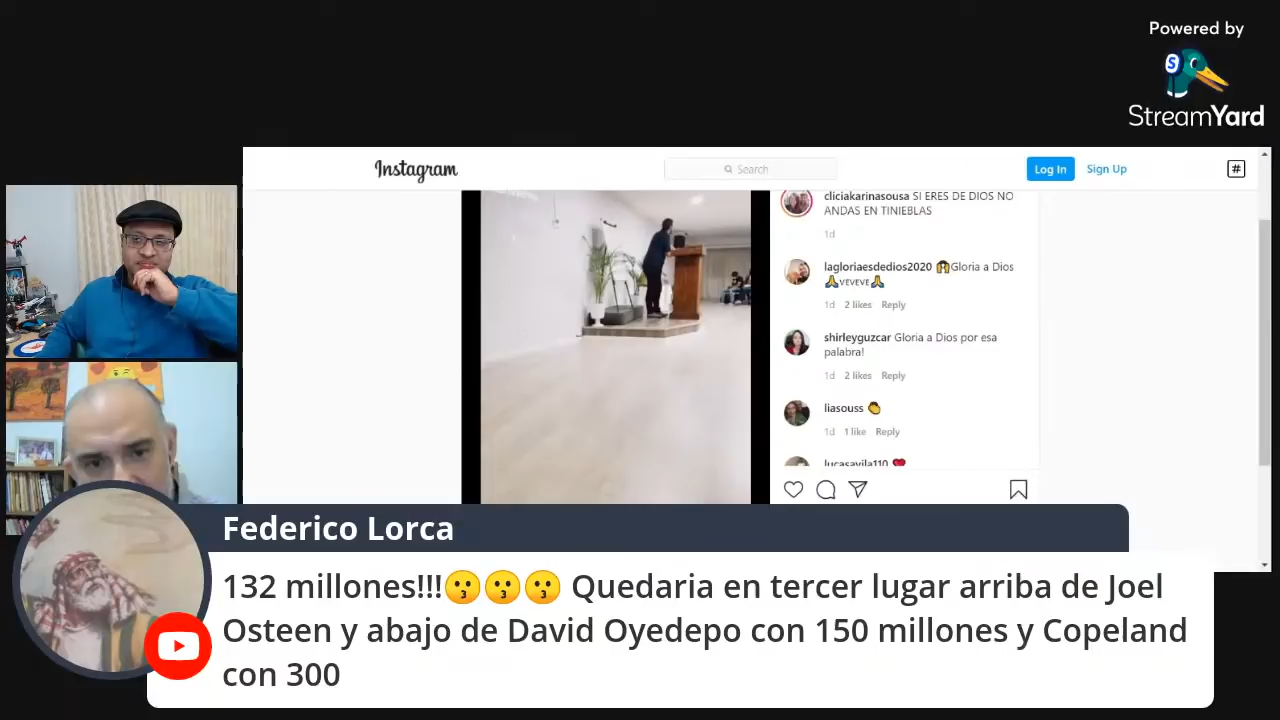 Powered by
StreamYard
Instagram
Search
Log In
Sign Up
#
cliciakarinasousa SI ERES DE DIOS NO
ANDAS EN TINIEBLAS
1d
lagloriaesdedios2020 🙌Gloria a Dios
🙏VEVEVE🙏
1d 2 likes Reply
shirleyguzcar Gloria a Dios por esa
palabra!
1d 2 likes Reply
liasouss 👏
1d 1 like Reply
lucasavila110 ❤️
Federico Lorca
132 millones!!!😗😗😗 Quedaria en tercer lugar arriba de Joel
Osteen y abajo de David Oyedepo con 150 millones y Copeland
con 300